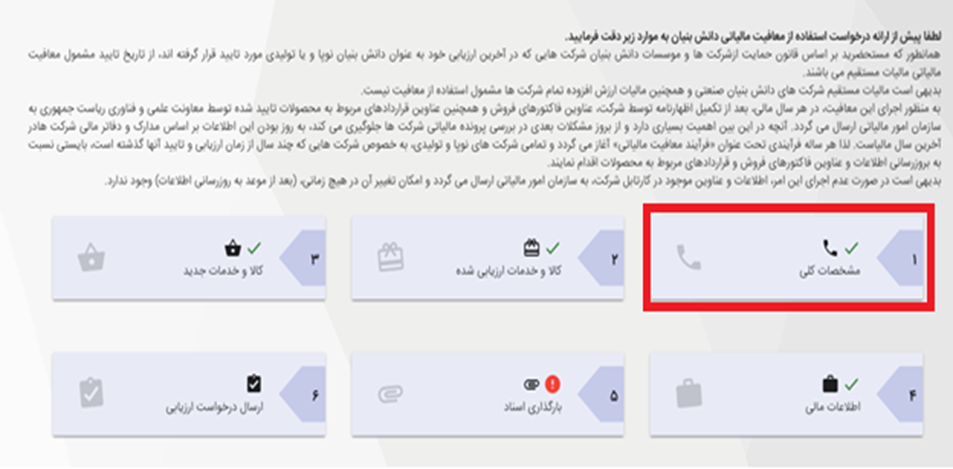 لطفا پیش از ارائه درخواست استفاده از معافیت مالیاتی دانش بنیان به موارد زیر دقت فرمایید.
همانطور که مستحضرید بر اساس قانون حمایت ازشرکت ها و موسسات دانش بنیان شرکت هایی که در آخرین ارزیابی خود به عنوان دانش بنیان نوپا و یا تولیدی مورد تایید قرار گرفته اند، از تاریخ تایید مشمول معافیت
مالیاتی مالیات مستقیم می باشند.
بدیهی است مالیات مستقیم شرکت های دانش بنیان صنعتی و همچنین مالیات ارزش افزوده تمام شرکت ها مشمول استفاده از معافیت نیست.
به منظور اجرای این معافیت، در هر سال مالی، بعد از تکمیل اظهارنامه توسط شرکت، عناوین فاکتورهای فروش و همچنین عناوین قراردادهای مربوط به محصولات تایید شده توسط معاونت علمی و فناوری ریاست جمهوری به
سازمان امور مالیاتی ارسال می گردد. آنچه در این بین اهمیت بسیاری دارد و از بروز مشکلات بعدی در بررسی پرونده مالیاتی شرکت ها جلوگیری می کند، به روز بودن این اطلاعات بر اساس مدارک و دفاتر مالی شرکت هادر
آخرین سال مالیاست. لذا هر ساله فرآیندی تحت عنوان «فرآیند معافیت مالیاتی» آغاز می گردد و تمامی شرکت های نوپا و تولیدی، به خصوص شرکت هایی که چند سال از زمان ارزیابی و تایید آنها گذشته است، بایستی نسبت
به بروزرسانی اطلاعات و عناوین فاکتورهای فروش و قراردادهای مربوط به محصولات اقدام نمایند.
بدیهی است در صورت عدم اجرای این امر، اطلاعات و عناوین موجود در کارتابل شرکت، به سازمان امور مالیاتی ارسال می گردد و امکان تغییر آن در هیچ زمانی، (بعد از موعد به روزرسانی اطلاعات) وجود ندارد.
۱
مشخصات کلی
۲
کالا و خدمات ارزیابی شده
۳
کالا و خدمات جدید
۴
اطلاعات مالی
۵
بارگذاری اسناد
۶
ارسال درخواست ارزیابی